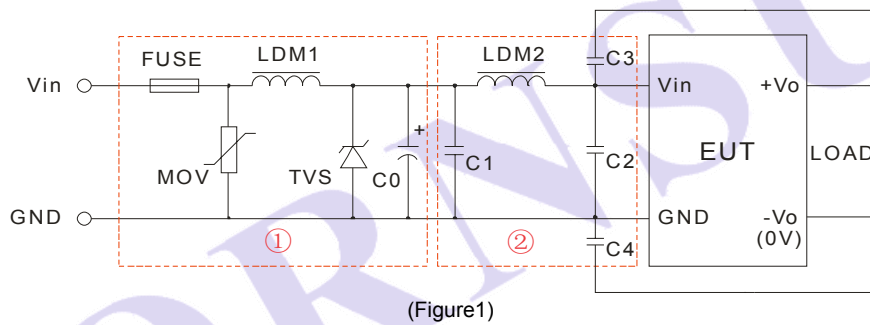 FUSE
LDM1
LDM2
C3
Vin
Vin
+Vo
MOV
TVS
C0
+
C1
C2
EUT
LOAD
GND
①
②
GND
-Vo
(0V)
C4
(Figure1)